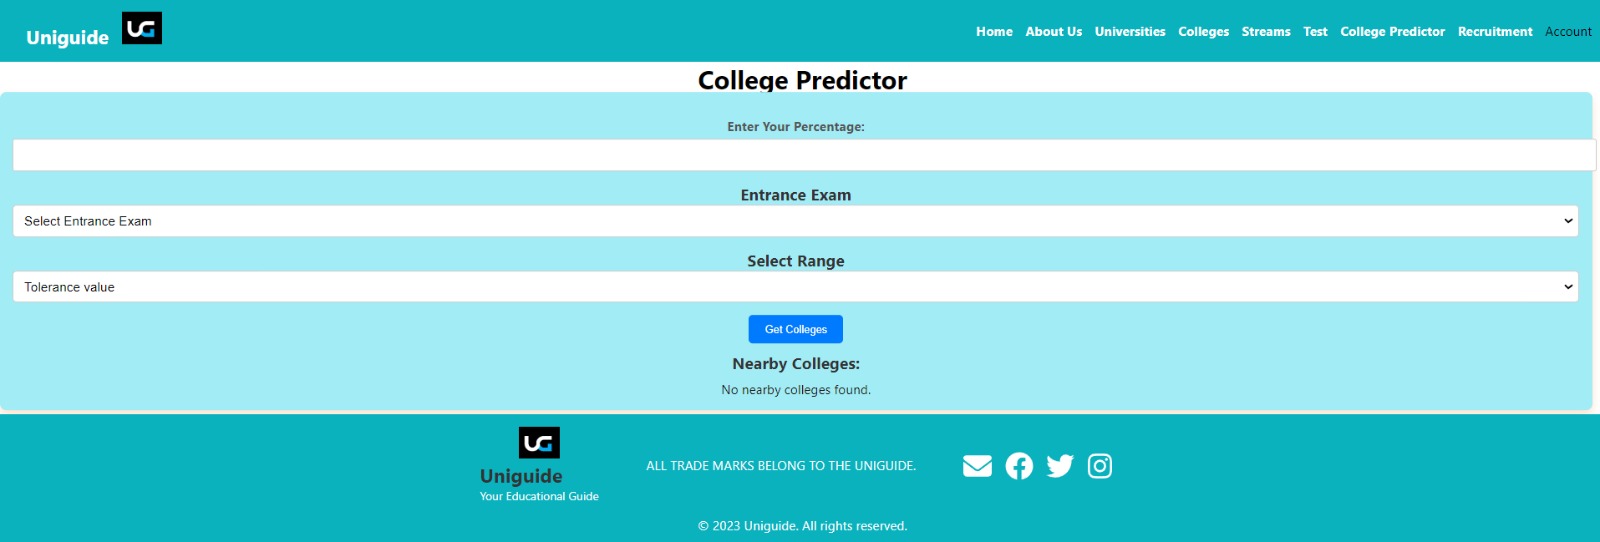 Uniguide UG
Home About Us Universities Colleges Streams Test College Predictor Recruitment Account
College Predictor
Enter Your Percentage:
Entrance Exam
Select Entrance Exam
Select Range
Tolerance value
Get Colleges
Nearby Colleges:
No nearby colleges found.
UG
Uniguide
Your Educational Guide
ALL TRADE MARKS BELONG TO THE UNIGUIDE.
© 2023 Uniguide. All rights reserved.